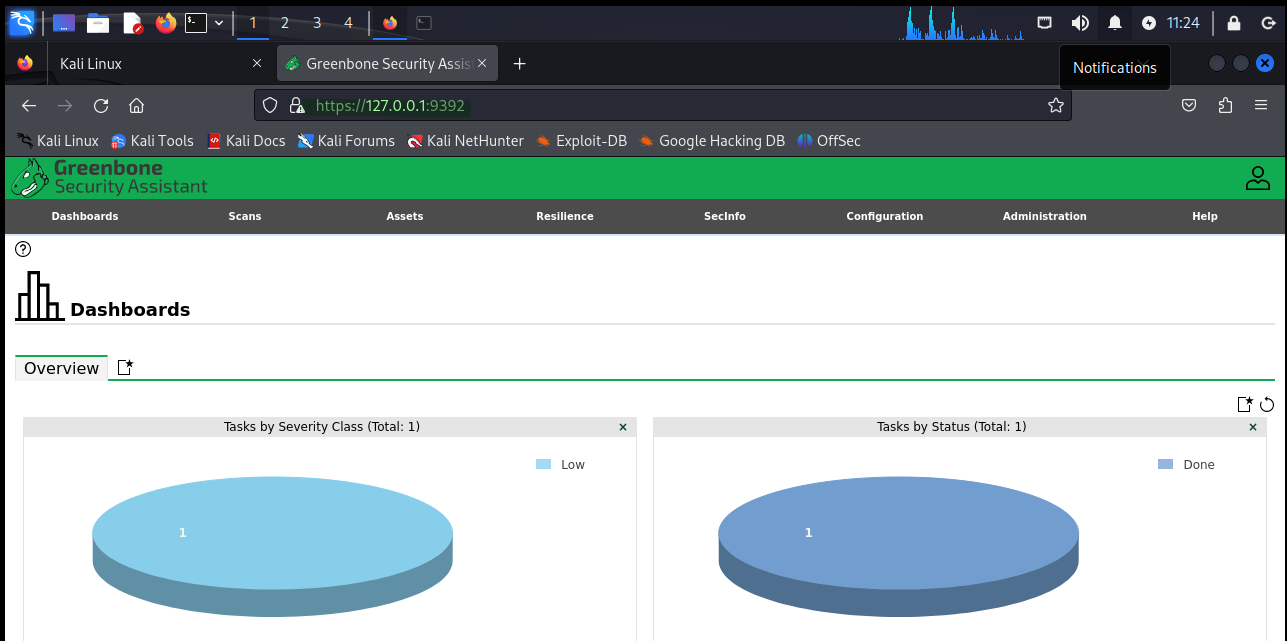 1 2 3 4 11:24
Kali Linux Greenbone Security Assis
Notifications
https://127.0.0.1:9392
Kali Linux Kali Tools Kali Docs Kali Forums Kali NetHunter Exploit-DB Google Hacking DB OffSec
Greenbone
Security Assistant
Dashboards Scans Assets Resilience SecInfo Configuration Administration Help
Dashboards
Overview
Tasks by Severity Class (Total: 1)
Low
1
Tasks by Status (Total: 1)
Done
1